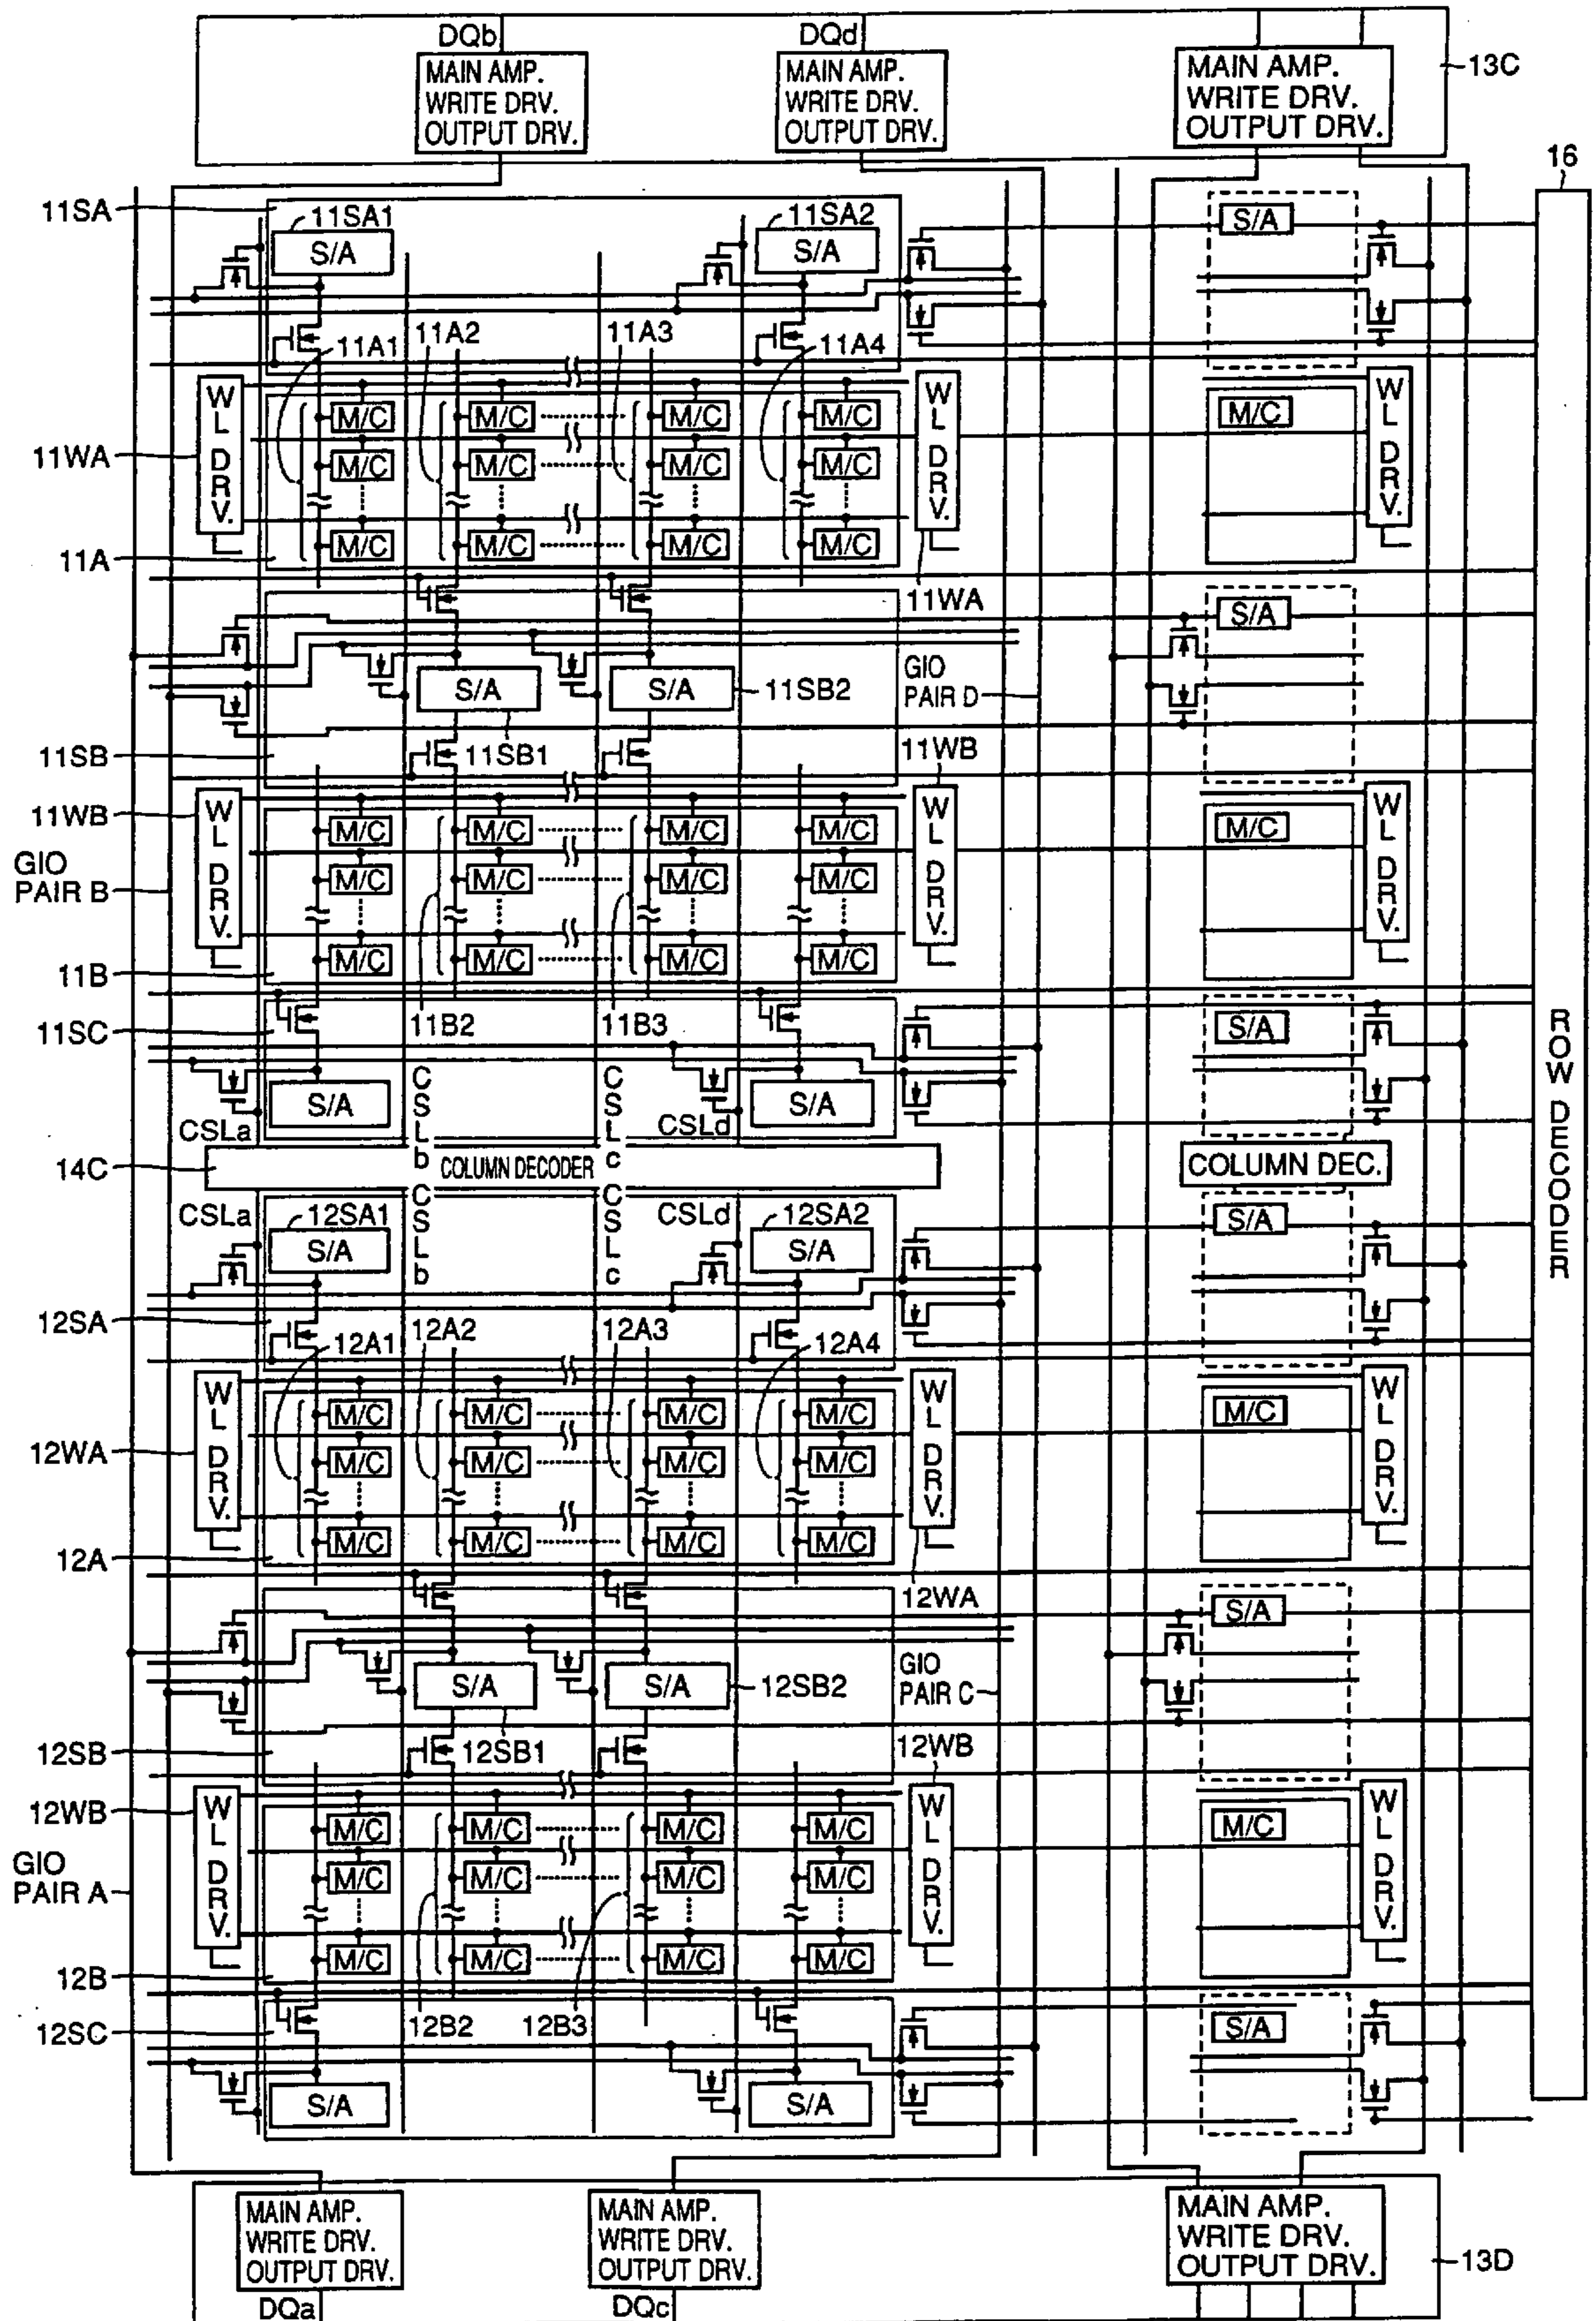 DQb
DQd
MAIN AMP.
WRITE DRV.
OUTPUT DRV.
MAIN AMP.
WRITE DRV.
OUTPUT DRV.
MAIN AMP.
WRITE DRV.
OUTPUT DRV.
13C
16
11SA
11SA1
S/A
11SA2
S/A
S/A
11A1
11A2
11A3
11A4
WL DRV.
M/C
M/C
M/C
M/C
WL DRV.
M/C
WL DRV.
11WA
M/C
M/C
M/C
M/C
11A
M/C
M/C
M/C
M/C
11WA
S/A
GIO
PAIR D
S/A
S/A
11SB2
11SB
11SB1
11WB
11WB
WL DRV.
M/C
M/C
M/C
M/C
WL DRV.
M/C
WL DRV.
GIO
PAIR B
M/C
M/C
M/C
M/C
11B
M/C
M/C
M/C
M/C
11SC
11B2
11B3
S/A
ROW DECODER
S/A
CSLb
CSLc
S/A
CSLa
CSLd
14C
COLUMN DECODER
COLUMN DEC.
CSLa
12SA1
S/A
CSLb
CSLc
CSLd
12SA2
S/A
S/A
12SA
12A1
12A2
12A3
12A4
WL DRV.
M/C
M/C
M/C
M/C
WL DRV.
M/C
WL DRV.
12WA
M/C
M/C
M/C
M/C
12A
M/C
M/C
M/C
M/C
12WA
S/A
GIO
PAIR C
S/A
S/A
12SB2
12SB
12SB1
12WB
12WB
WL DRV.
M/C
M/C
M/C
M/C
WL DRV.
M/C
WL DRV.
GIO
PAIR A
M/C
M/C
M/C
M/C
12B
M/C
M/C
M/C
M/C
12SC
12B2
12B3
S/A
S/A
S/A
MAIN AMP.
WRITE DRV.
OUTPUT DRV.
MAIN AMP.
WRITE DRV.
OUTPUT DRV.
MAIN AMP.
WRITE DRV.
OUTPUT DRV.
13D
DQa
DQc